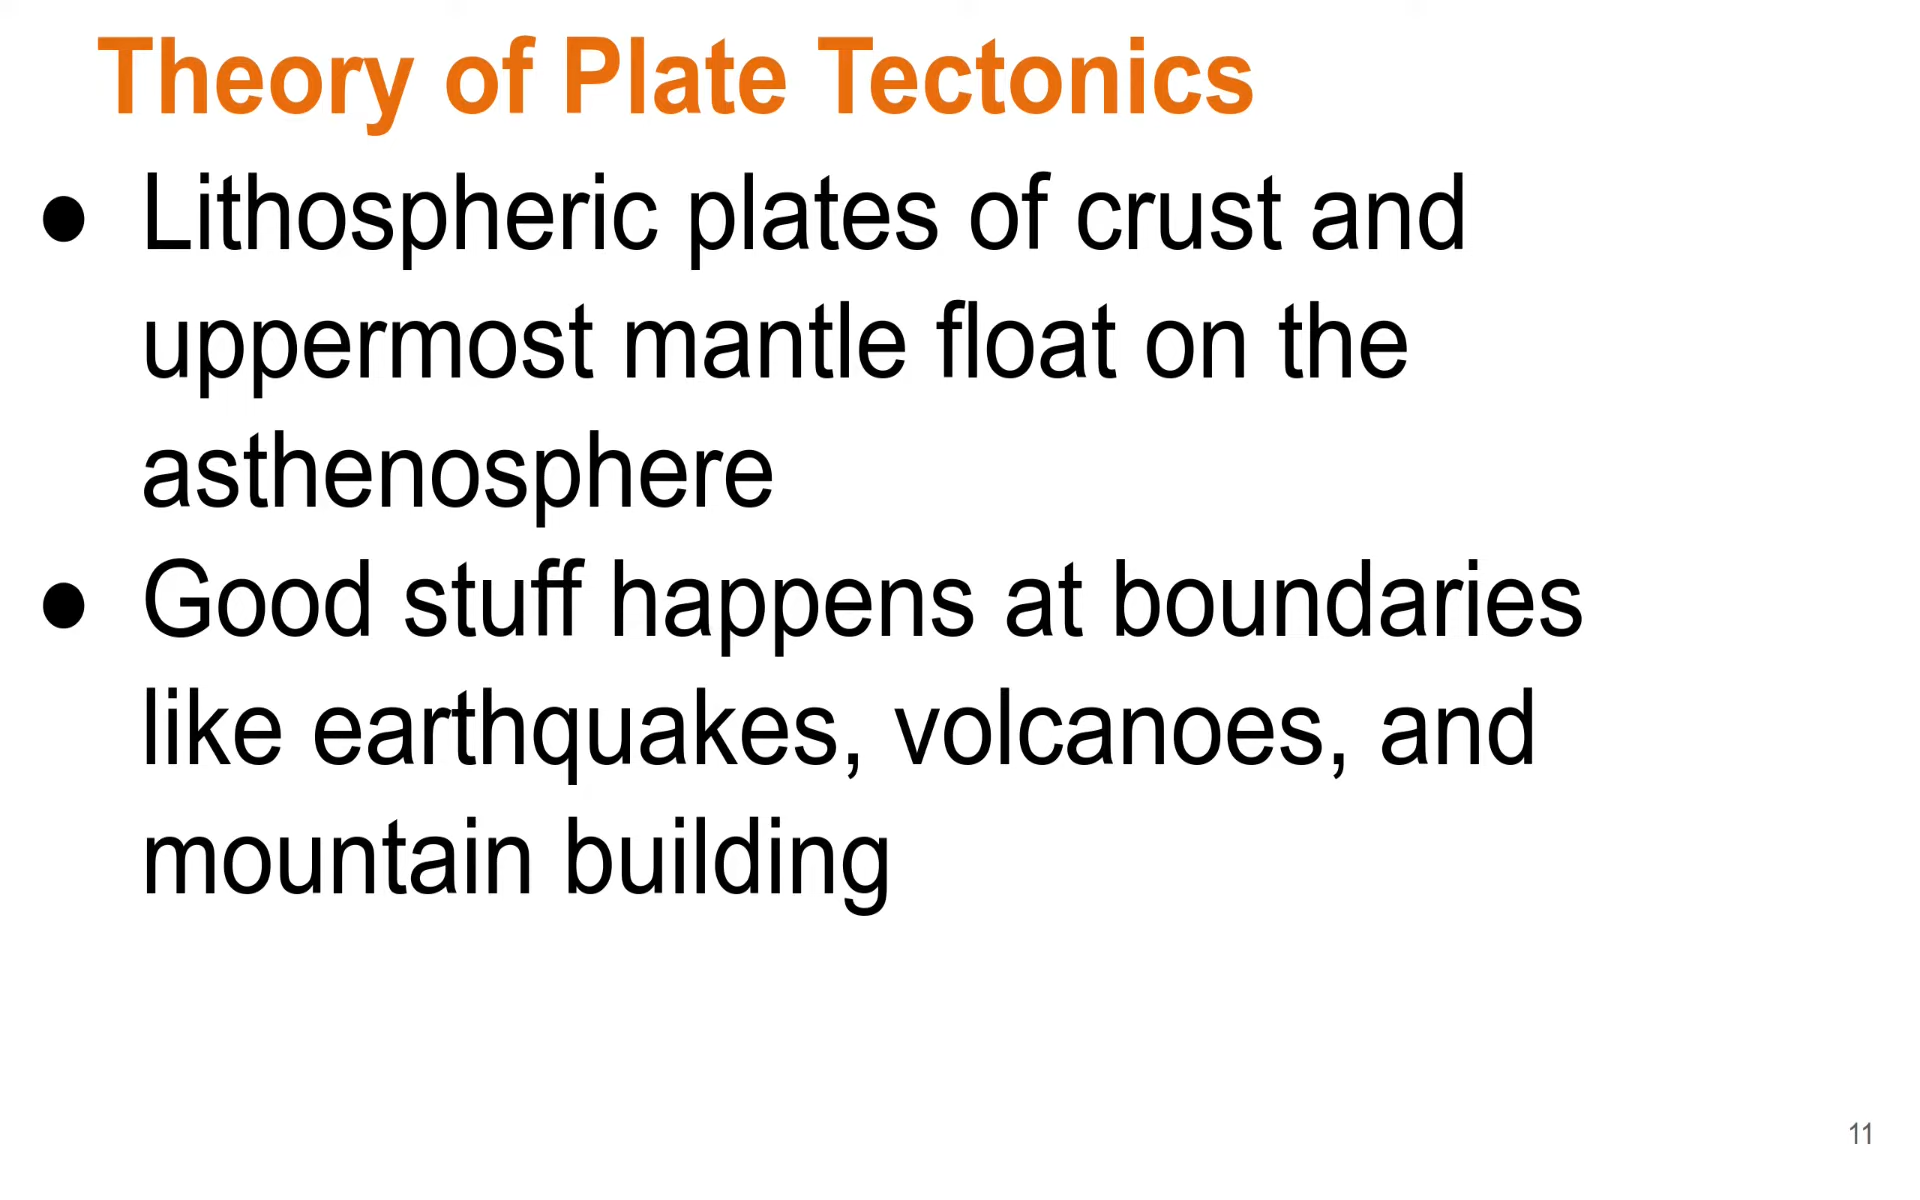 Theory of Plate Tectonics
● Lithospheric plates of crust and
uppermost mantle float on the
asthenosphere
● Good stuff happens at boundaries
like earthquakes, volcanoes, and
mountain building
11